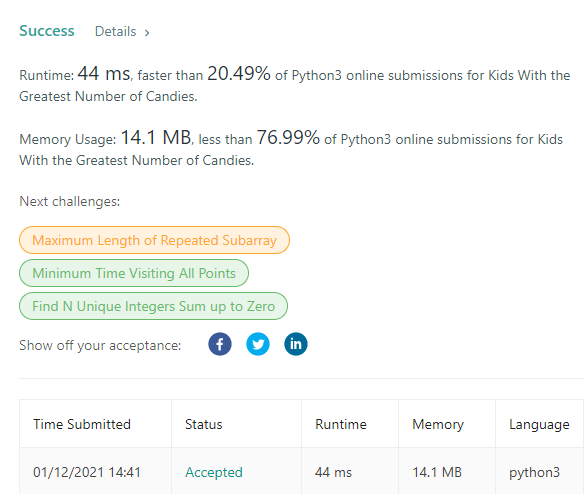 Success Details >
Runtime: 44 ms, faster than 20.49% of Python3 online submissions for Kids With the
Greatest Number of Candies.
Memory Usage: 14.1 MB, less than 76.99% of Python3 online submissions for Kids
With the Greatest Number of Candies.
Next challenges:
Maximum Length of Repeated Subarray
Minimum Time Visiting All Points
Find N Unique Integers Sum up to Zero
Show off your acceptance: f in
Time Submitted Status Runtime Memory Language
01/12/2021 14:41 Accepted 44 ms 14.1 MB python3